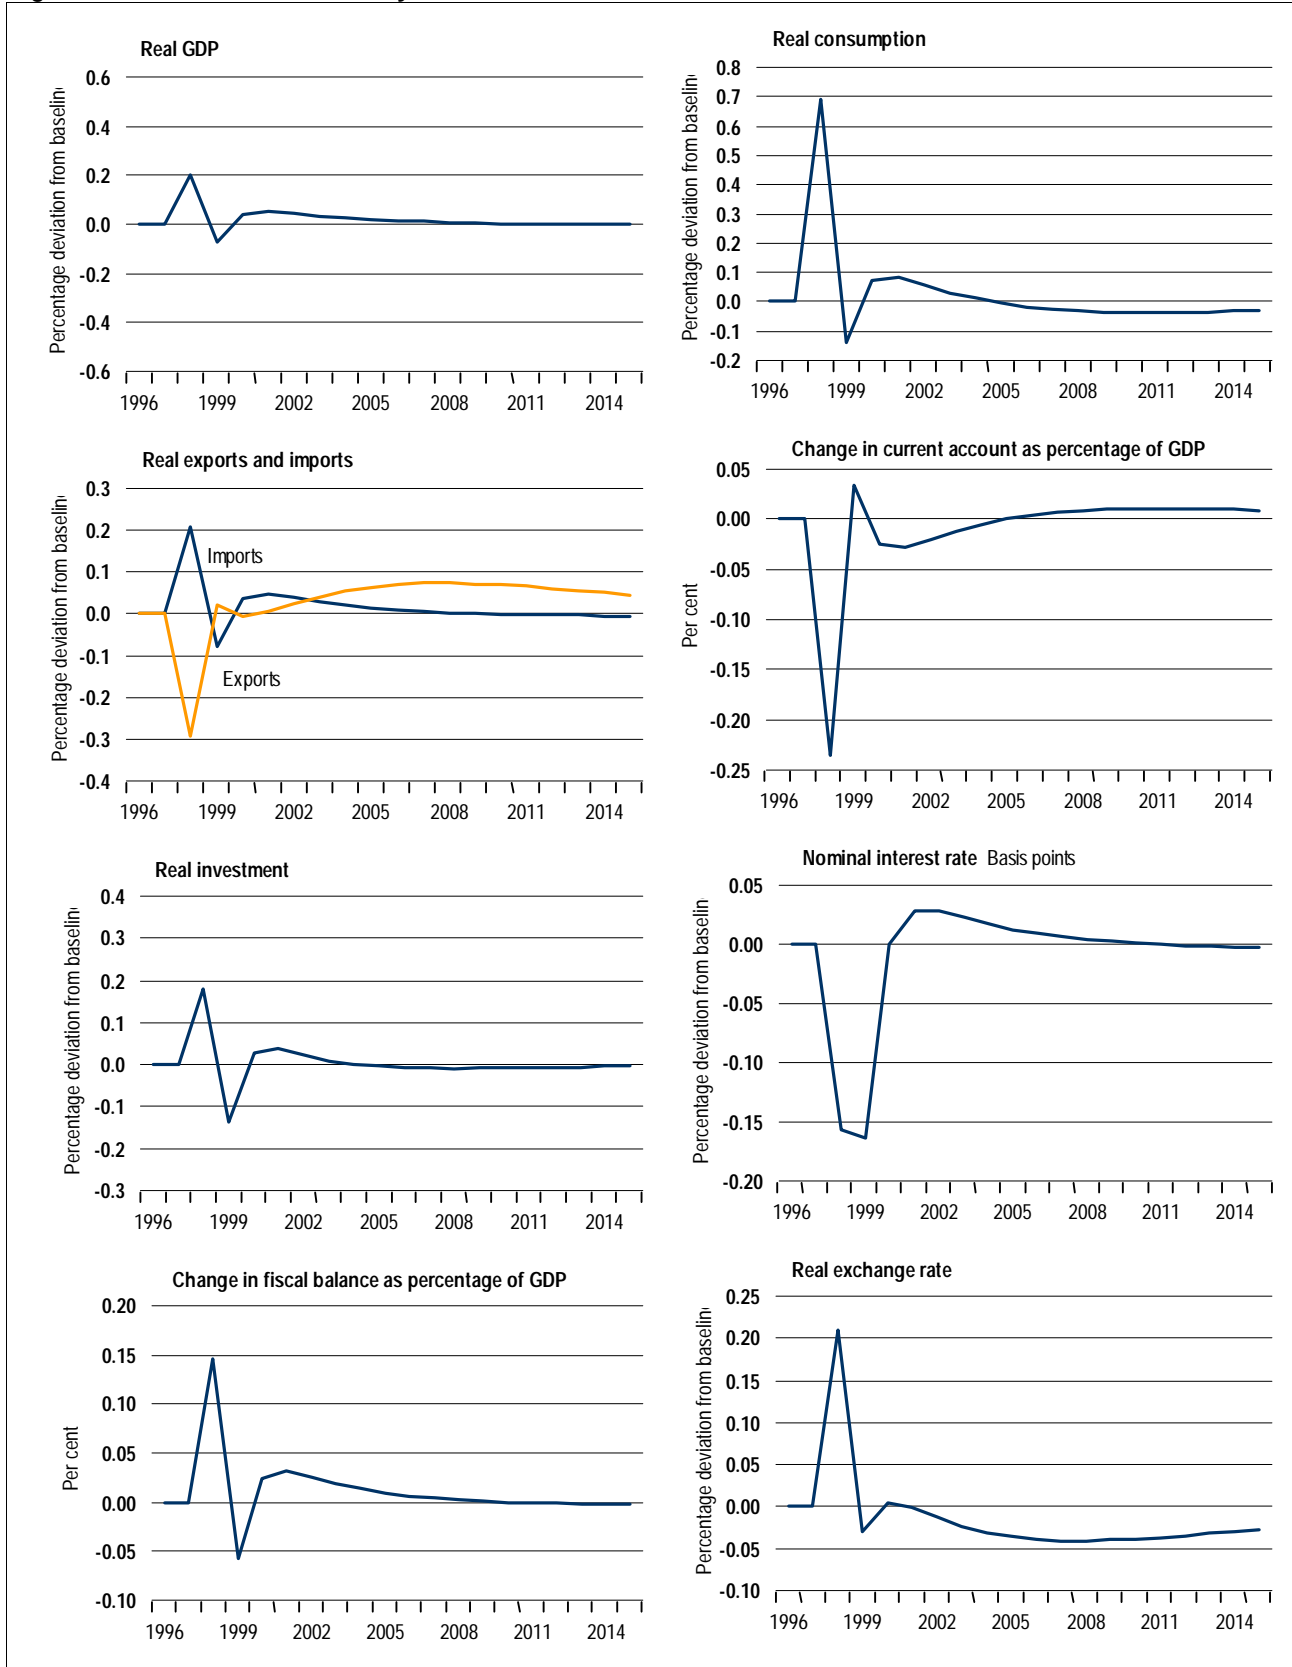 Real GDP
Percentage deviation from baselin
0.6
0.4
0.2
0.0
-0.2
-0.4
-0.6
1996 1999 2002 2005 2008 2011 2014
Real consumption
Percentage deviation from baselin
0.8
0.7
0.6
0.5
0.4
0.3
0.2
0.1
0.0
-0.1
-0.2
1996 1999 2002 2005 2008 2011 2014
Real exports and imports
Percentage deviation from baselin
0.3
0.2
0.1
0.0
-0.1
-0.2
-0.3
-0.4
Imports
Exports
1996 1999 2002 2005 2008 2011 2014
Change in current account as percentage of GDP
Per cent
0.05
0.00
-0.05
-0.10
-0.15
-0.20
-0.25
1996 1999 2002 2005 2008 2011 2014
Real investment
Percentage deviation from baselin
0.4
0.3
0.2
0.1
0.0
-0.1
-0.2
-0.3
1996 1999 2002 2005 2008 2011 2014
Nominal interest rate Basis points
Percentage deviation from baselin
0.05
0.00
-0.05
-0.10
-0.15
-0.20
1996 1999 2002 2005 2008 2011 2014
Change in fiscal balance as percentage of GDP
Per cent
0.20
0.15
0.10
0.05
0.00
-0.05
-0.10
1996 1999 2002 2005 2008 2011 2014
Real exchange rate
Percentage deviation from baselin
0.25
0.20
0.15
0.10
0.05
0.00
-0.05
-0.10
1996 1999 2002 2005 2008 2011 2014